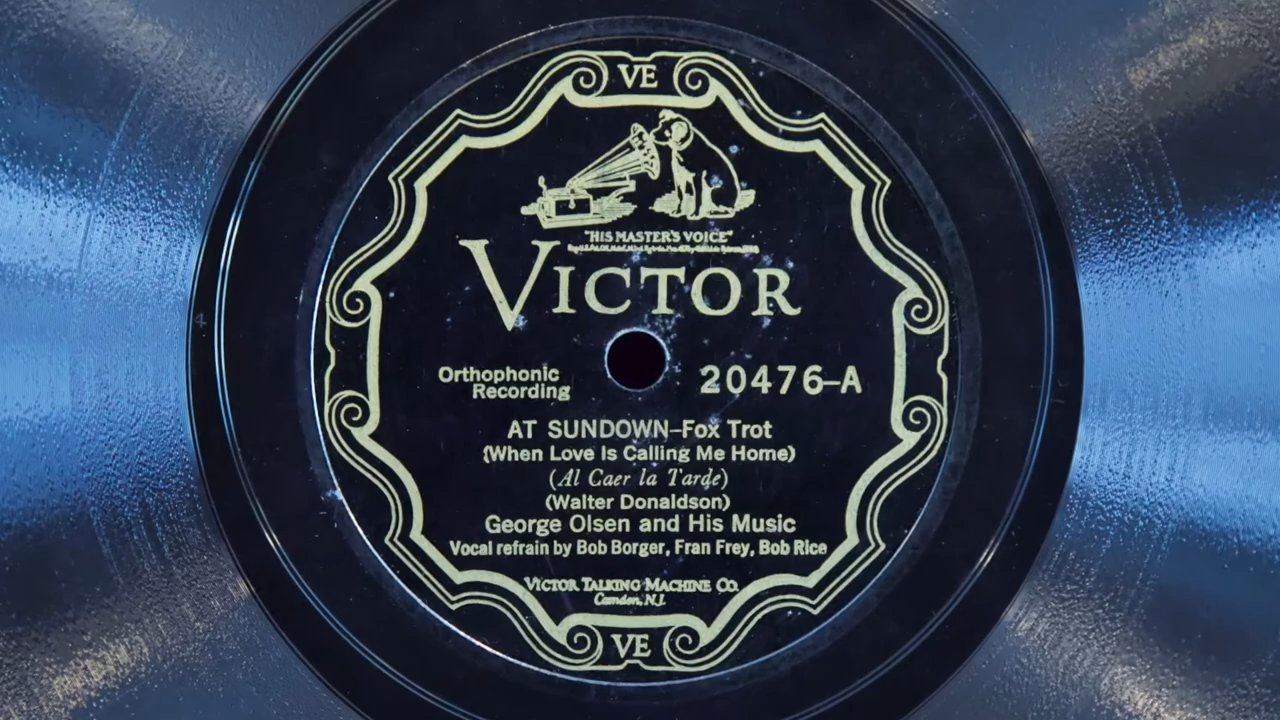 VE
"HIS MASTER'S VOICE"
VICTOR
Orthophonic
Recording
20476-A
AT SUNDOWN-Fox Trot
(When Love Is Calling Me Home)
(Al Caer la Tarde)
(Walter Donaldson)
George Olsen and His Music
Vocal refrain by Bob Borger, Fran Frey, Bob Rice
VICTOR TALKING MACHINE CO.
Camden, N.J.
VE